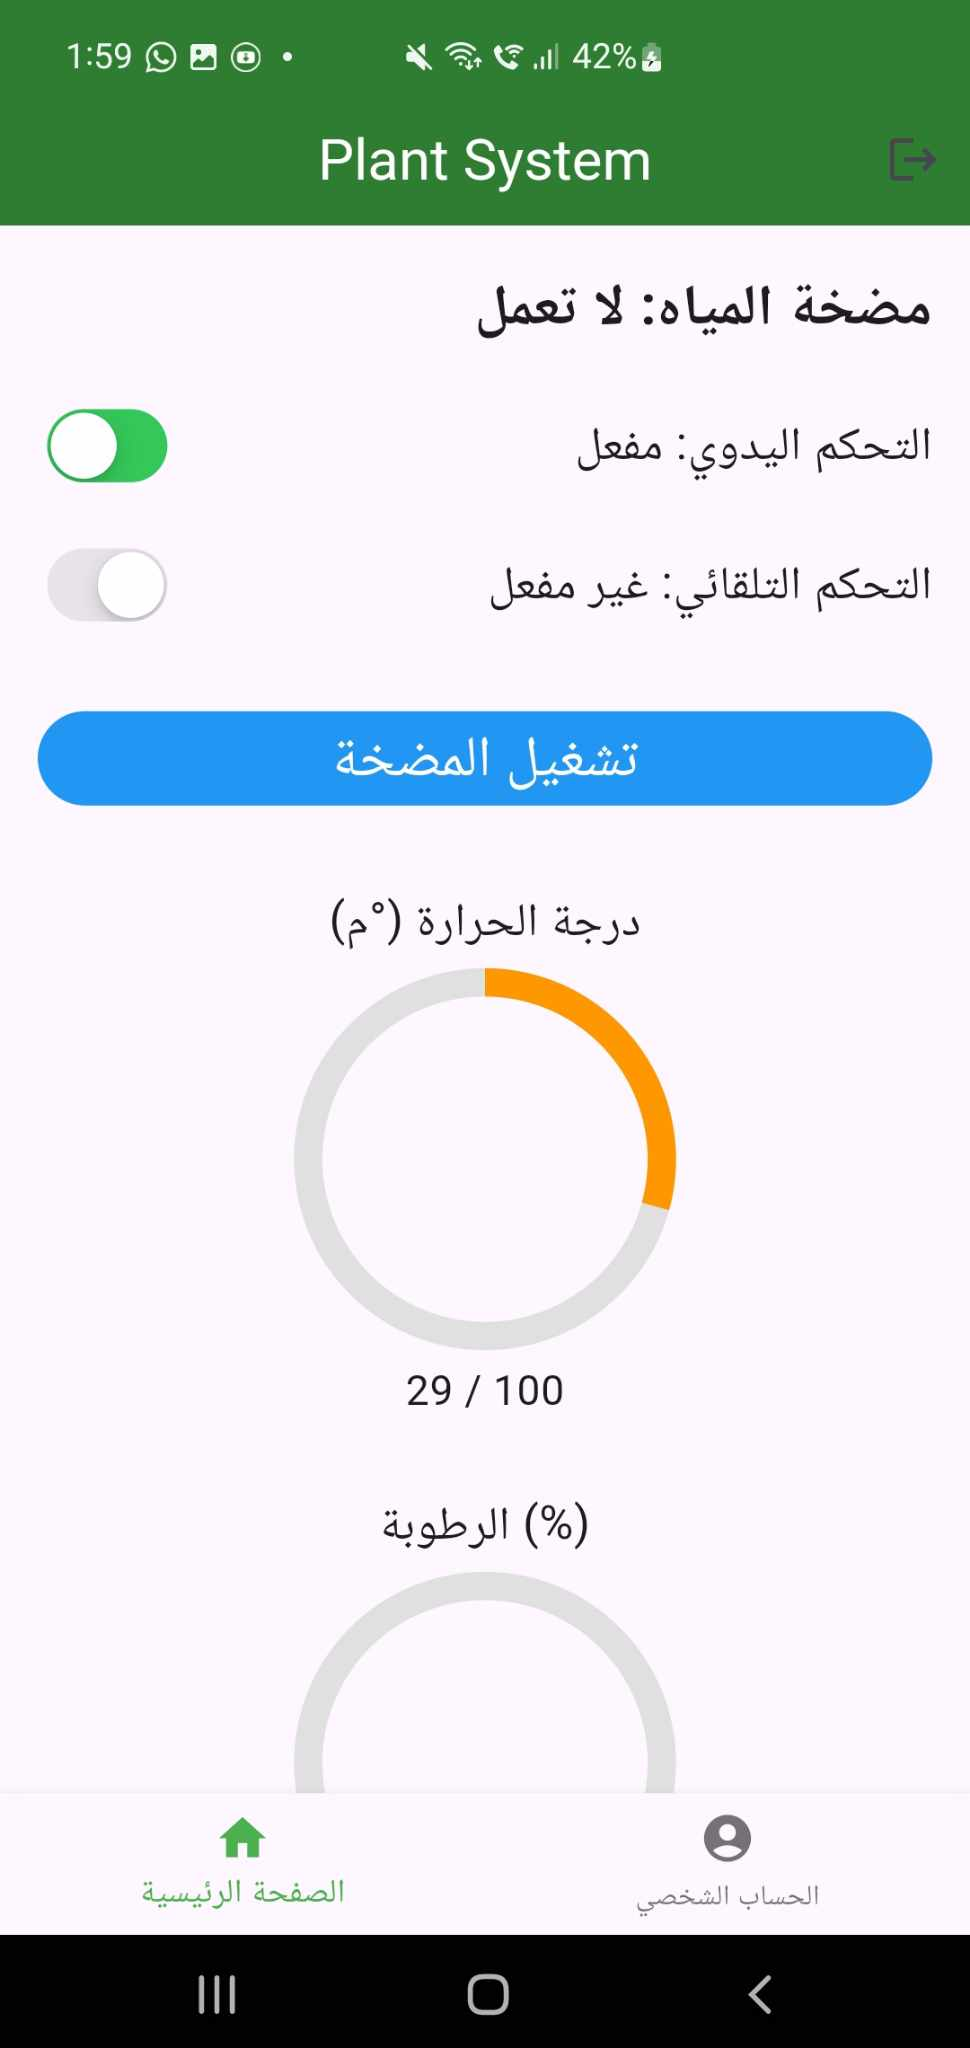 1:59
42%
Plant System
مضخة المياه: لا تعمل
التحكم اليدوي: مفعل
التحكم التلقائي: غير مفعل
تشغيل المضخة
درجة الحرارة (°م)
29 / 100
(%) الرطوبة
الصفحة الرئيسية
الحساب الشخصي